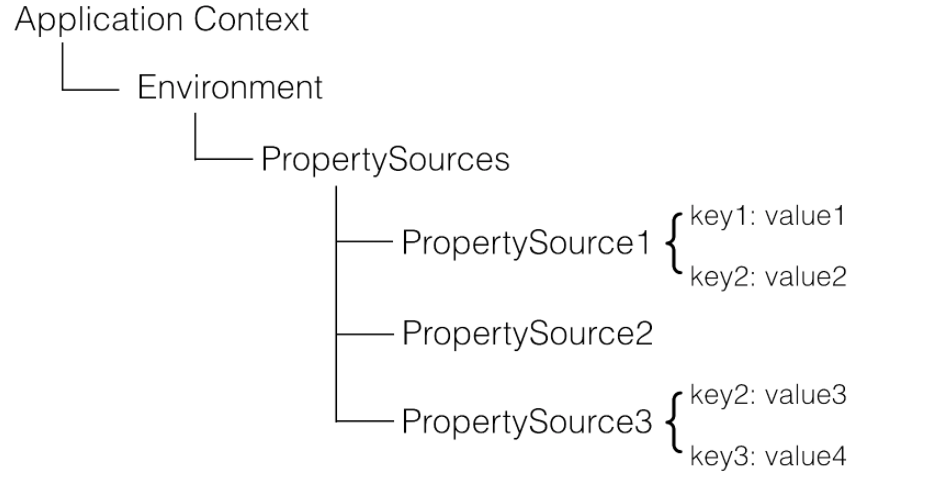 Application Context
Environment
PropertySources
PropertySource1
key1: value1
key2: value2
PropertySource2
PropertySource3
key2: value3
key3: value4